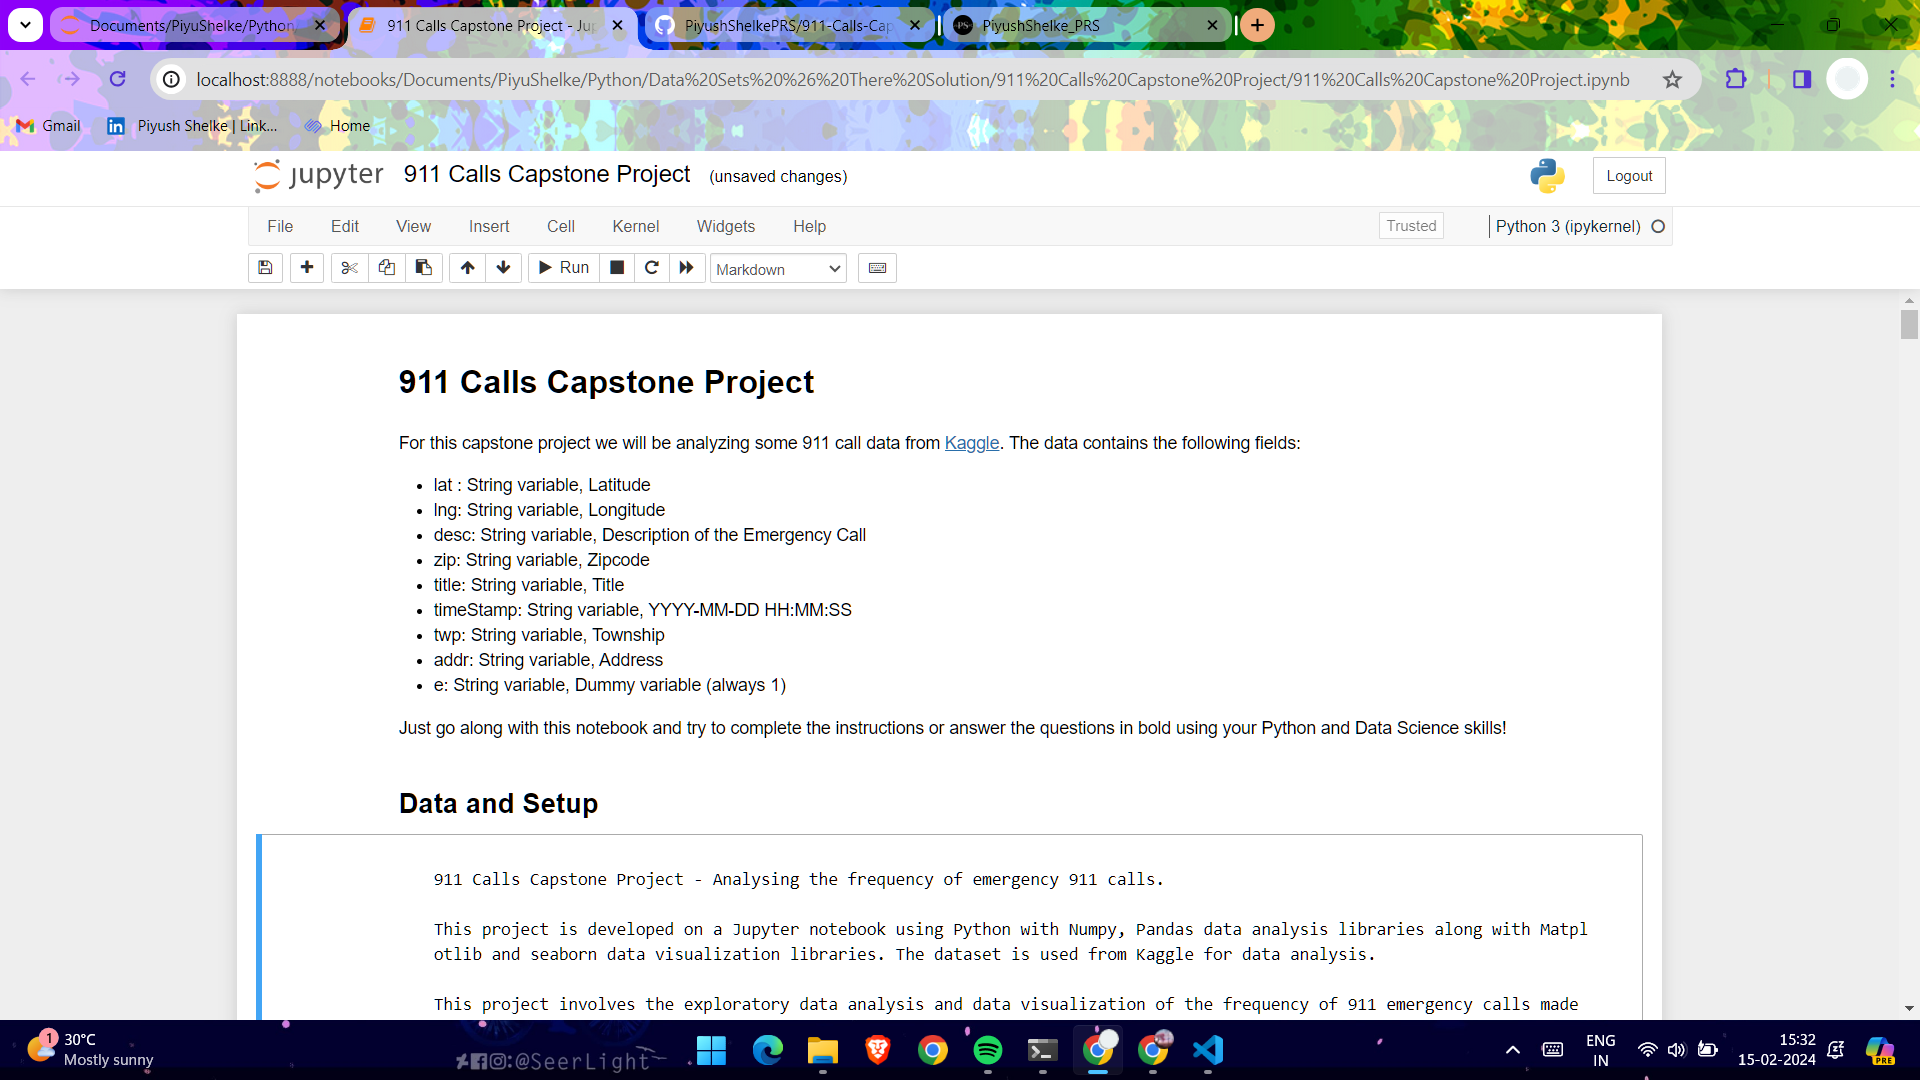 Documents/PiyuShelke/Python/
911 Calls Capstone Project - Jup
PiyushShelkePRS/911-Calls-Cap
PiyushShelke_PRS
localhost:8888/notebooks/Documents/PiyuShelke/Python/Data%20Sets%20%26%20There%20Solution/911%20Calls%20Capstone%20Project/911%20Calls%20Capstone%20Project.ipynb
Gmail
Piyush Shelke | Link...
Home
jupyter 911 Calls Capstone Project (unsaved changes)
Logout
File Edit View Insert Cell Kernel Widgets Help
Trusted
Python 3 (ipykernel)
Run
Markdown
911 Calls Capstone Project
For this capstone project we will be analyzing some 911 call data from Kaggle. The data contains the following fields:
• lat : String variable, Latitude
• lng: String variable, Longitude
• desc: String variable, Description of the Emergency Call
• zip: String variable, Zipcode
• title: String variable, Title
• timeStamp: String variable, YYYY-MM-DD HH:MM:SS
• twp: String variable, Township
• addr: String variable, Address
• e: String variable, Dummy variable (always 1)
Just go along with this notebook and try to complete the instructions or answer the questions in bold using your Python and Data Science skills!
Data and Setup
911 Calls Capstone Project - Analysing the frequency of emergency 911 calls.
This project is developed on a Jupyter notebook using Python with Numpy, Pandas data analysis libraries along with Matpl
otlib and seaborn data visualization libraries. The dataset is used from Kaggle for data analysis.
This project involves the exploratory data analysis and data visualization of the frequency of 911 emergency calls made
1
30°C
Mostly sunny
:@SeerLight
ENG
IN
15:32
15-02-2024
PRE